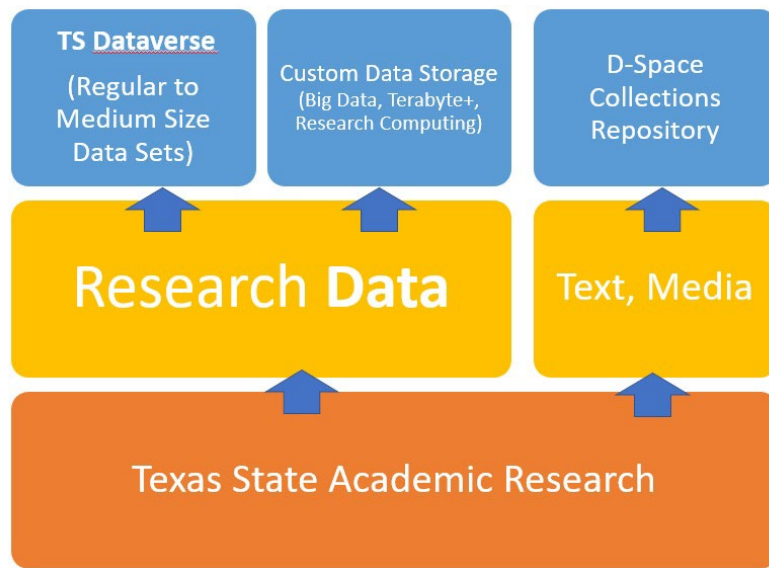 TS Dataverse
(Regular to
Medium Size
Data Sets)
Custom Data Storage
(Big Data, Terabyte+,
Research Computing)
D-Space
Collections
Repository
Research Data
Text, Media
Texas State Academic Research